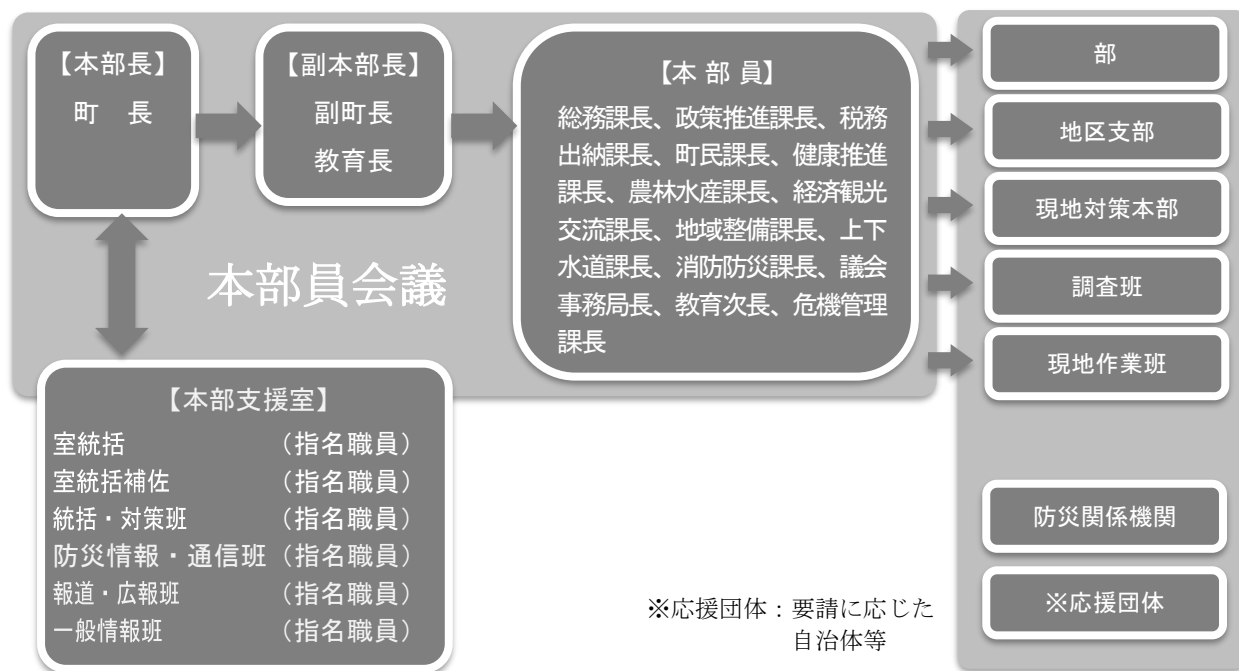 【本部長】
町　長
【副本部長】
副町長
教育長
【本 部 員】
総務課長、政策推進課長、税務
出納課長、町民課長、健康推進
課長、農林水産課長、経済観光
交流課長、地域整備課長、上下
水道課長、消防防災課長、議会
事務局長、教育次長、危機管理
課長
本部員会議
【本部支援室】
室統括　（指名職員）
室統括補佐　（指名職員）
統括・対策班　（指名職員）
防災情報・通信班（指名職員）
報道・広報班　（指名職員）
一般情報班　（指名職員）
部
地区支部
現地対策本部
調査班
現地作業班
防災関係機関
※応援団体
※応援団体：要請に応じた
自治体等